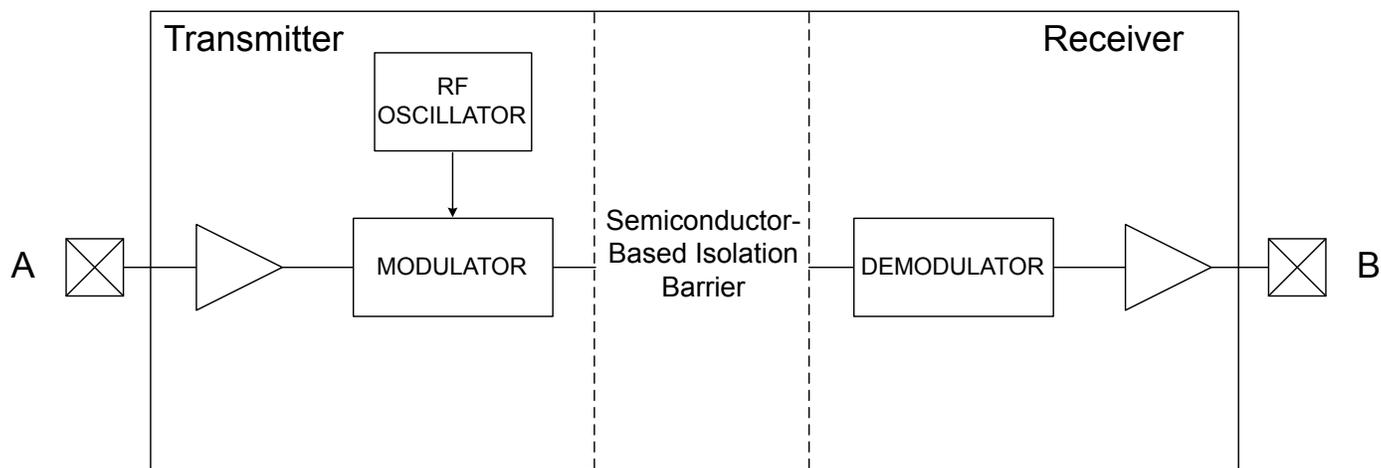 Transmitter
Receiver
RF
OSCILLATOR
A
MODULATOR
Semiconductor-
Based Isolation
Barrier
DEMODULATOR
B